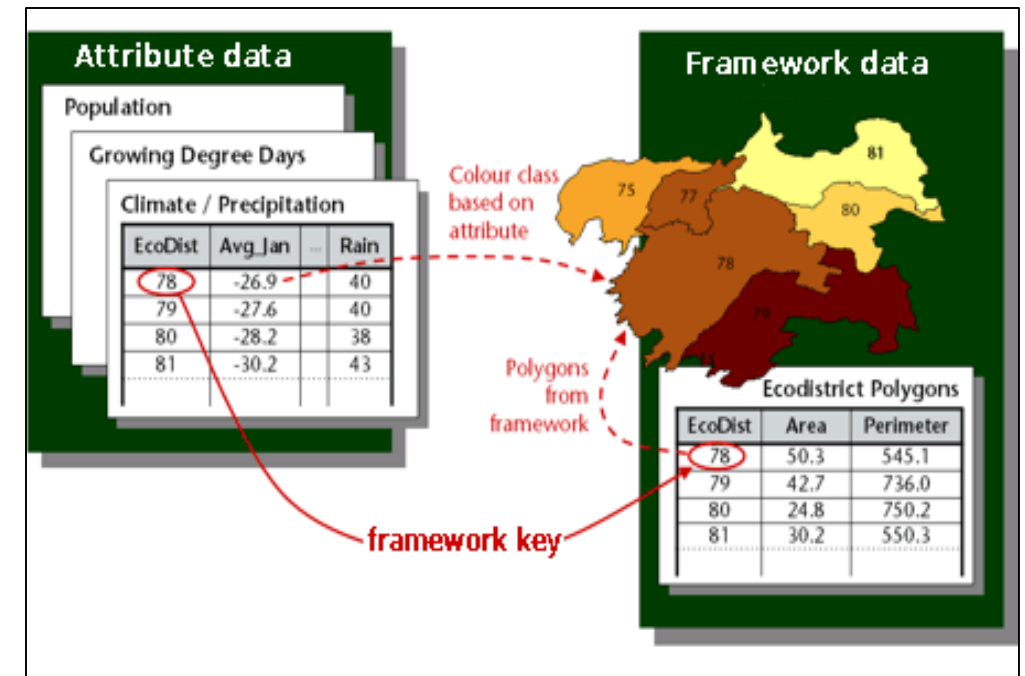 Attribute data
Population
Growing Degree Days
Climate / Precipitation
EcoDist Avg_Jan ... Rain
78 -26.9 40
79 -27.6 40
80 -28.2 38
81 -30.2 43
Colour class
based on
attribute
Polygons
from
framework
framework key
Framework data
81
75
77
80
78
79
Ecodistrict Polygons
EcoDist Area Perimeter
78 50.3 545.1
79 42.7 736.0
80 24.8 750.2
81 30.2 550.3